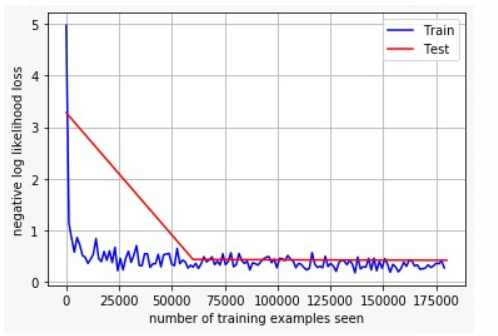 5
4
3
2
1
0
negative log likelihood loss
Train
Test
0 25000 50000 75000 100000 125000 150000 175000
number of training examples seen